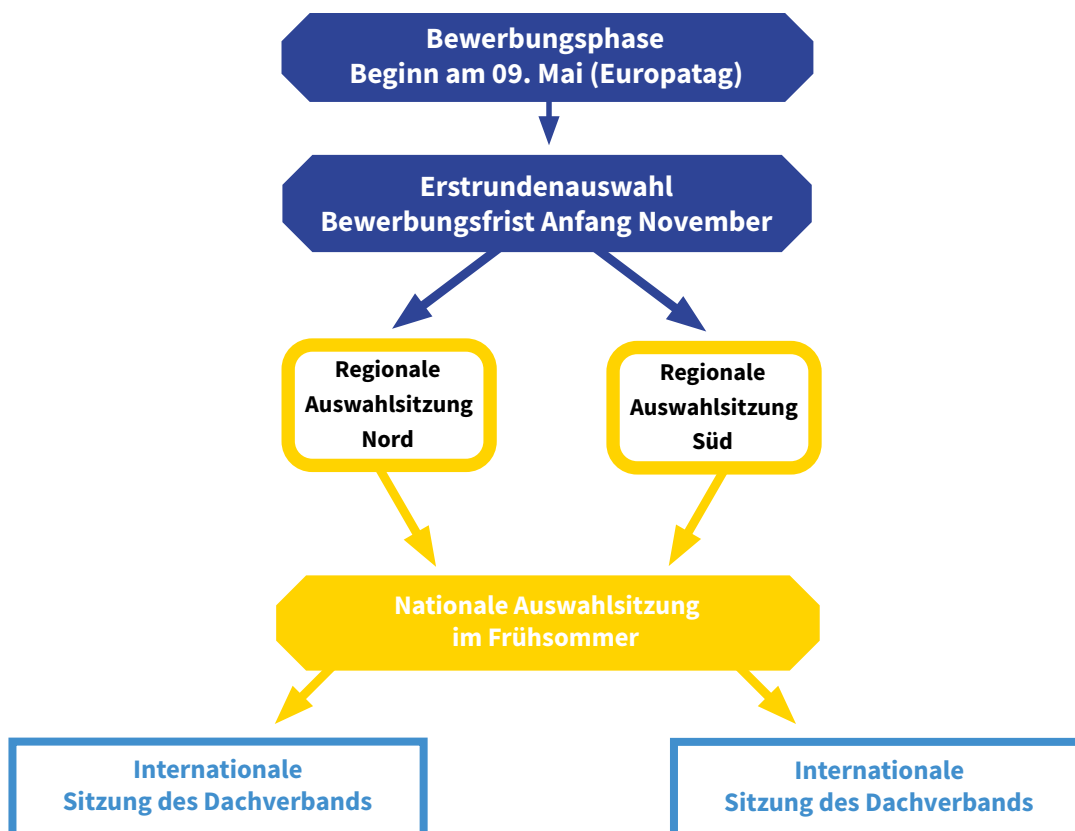 Bewerbungsphase
Beginn am 09. Mai (Europatag)
Erstrundenauswahl
Bewerbungsfrist Anfang November
Regionale
Auswahlsitzung
Nord
Regionale
Auswahlsitzung
Süd
Nationale Auswahlsitzung
im Frühsommer
Internationale
Sitzung des Dachverbands
Internationale
Sitzung des Dachverbands